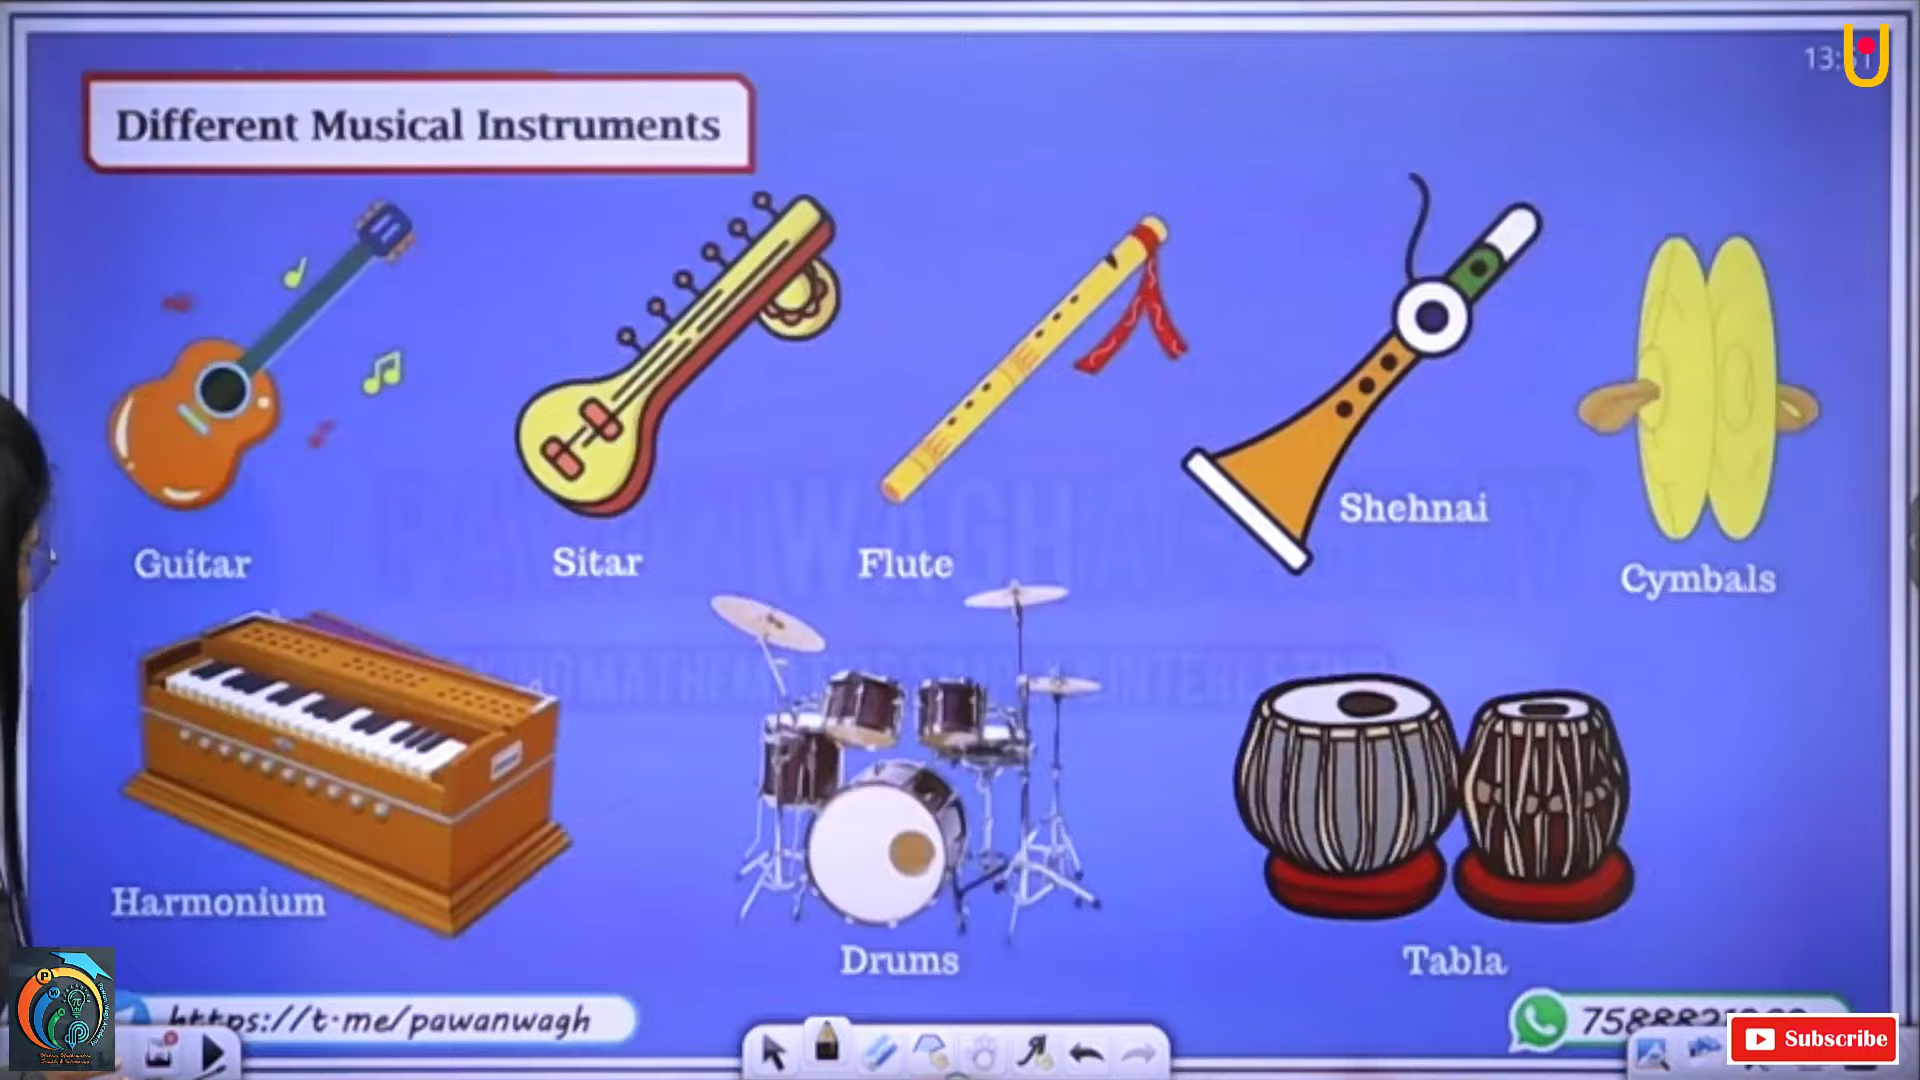 Different Musical Instruments
Guitar
Sitar
Flute
Shehnai
Cymbals
Harmonium
Drums
Tabla
https://t.me/pawanwagh
Subscribe